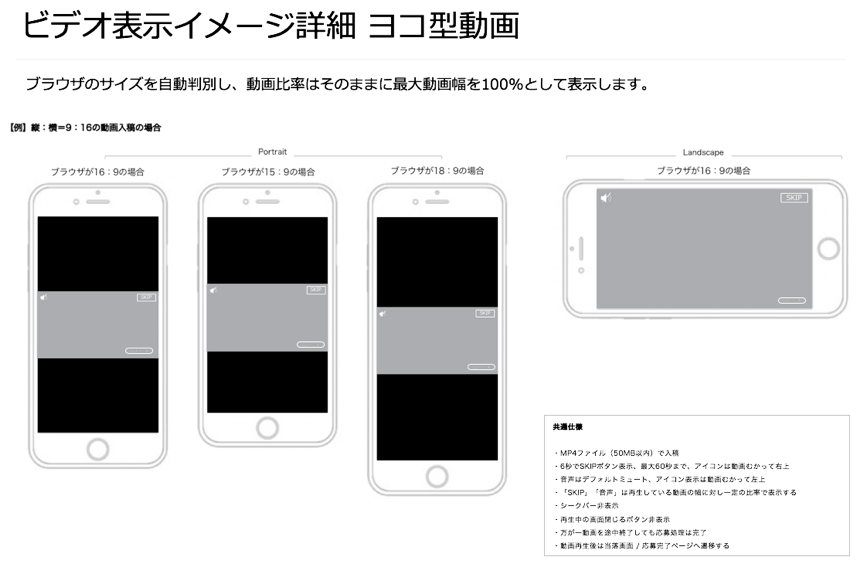 ビデオ表示イメージ詳細 ヨコ型動画
ブラウザのサイズを自動判別し、動画比率はそのままに最大動画幅を100%として表示します。
【例】縦：横＝9：16の動画入稿の場合
Portrait
Landscape
ブラウザが16：9の場合
ブラウザが15：9の場合
ブラウザが18：9の場合
ブラウザが16：9の場合
SKIP
SKIP
SKIP
SKIP
共通仕様
・MP4ファイル（50MB以内）で入稿
・6秒でSKIPボタン表示、最大60秒まで、アイコンは動画むかって右上
・音声はデフォルトミュート、アイコン表示は動画むかって左上
・「SKIP」「音声」は再生している動画の幅に対し一定の比率で表示する
・シークバー非表示
・再生中の画面閉じるボタン非表示
・万が一動画を途中終了しても応募処理は完了
・動画再生後は当落画面 / 応募完了ページへ遷移する